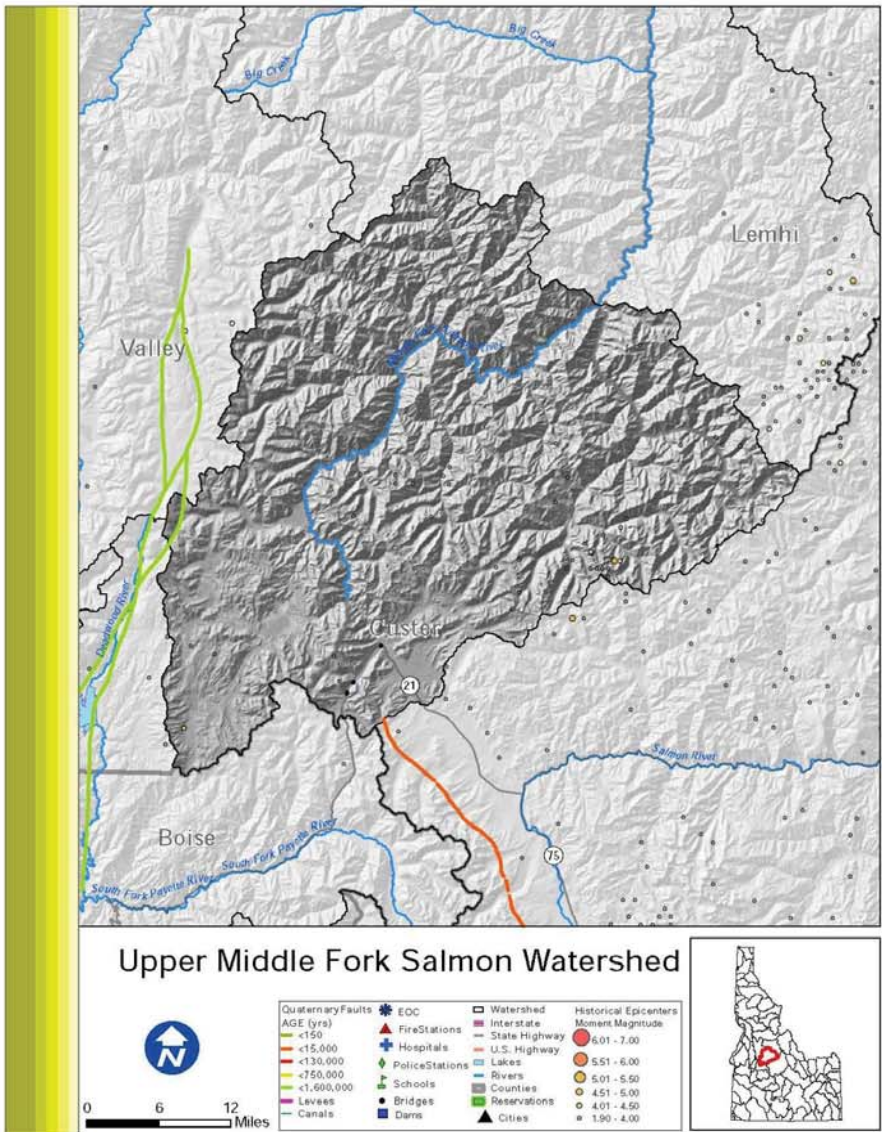 Big Creek
Big Creek
Lemhi
Valley
Deadwood River
Custer
21
Salmon River
Boise
South Fork Payette River
South Fork Payette River
75
Upper Middle Fork Salmon Watershed
N
0 6 12
Miles
Quaternary Faults
AGE (yrs)
<150
<15,000
<130,000
<750,000
<1,600,000
Levees
Canals
EOC
FireStations
Hospitals
PoliceStations
Schools
Bridges
Dams
Watershed
Interstate
State Highway
U.S. Highway
Lakes
Rivers
Counties
Reservations
Cities
Historical Epicenters
Moment Magnitude
6.01 - 7.00
5.51 - 6.00
5.01 - 5.50
4.51 - 5.00
4.01 - 4.50
1.90 - 4.00